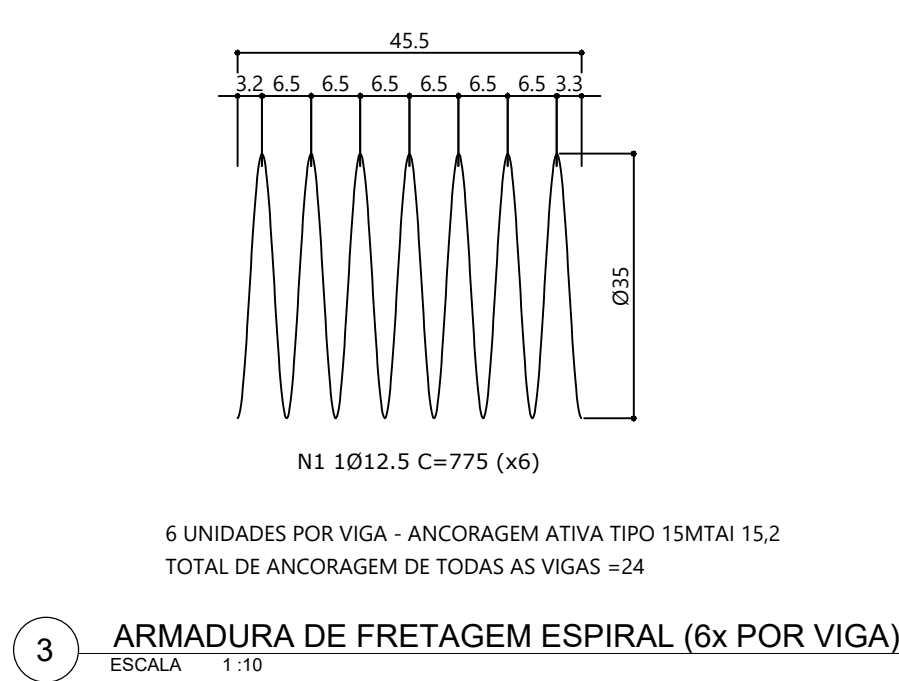 45.5
3.2 6.5 6.5 6.5 6.5 6.5 6.5 3.3
Ø35
N1 1Ø12.5 C=775 (x6)
6 UNIDADES POR VIGA - ANCORAGEM ATIVA TIPO 15MTAI 15,2
TOTAL DE ANCORAGEM DE TODAS AS VIGAS =24
3 ARMADURA DE FRETAGEM ESPIRAL (6x POR VIGA)
ESCALA 1 :10